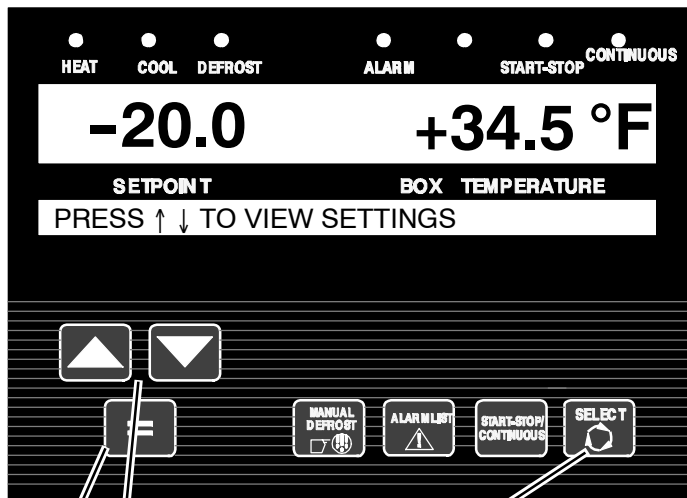 HEAT COOL DEFROST ALARM START-STOP CONTINUOUS
-20.0 +34.5 °F
SETPOINT BOX TEMPERATURE
PRESS ↑ ↓ TO VIEW SETTINGS
=
MANUAL
DEFROST
ALARM LIST
START-STOP/
CONTINUOUS
SELECT